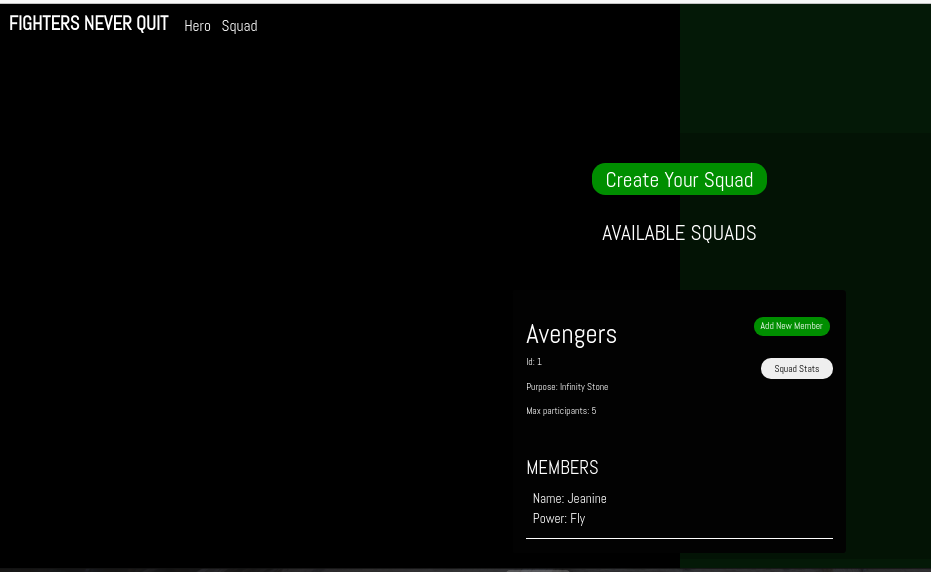 FIGHTERS NEVER QUIT Hero Squad
Create Your Squad
AVAILABLE SQUADS
Avengers
Add New Member
Id: 1
Squad Stats
Purpose: Infinity Stone
Max participants: 5
MEMBERS
Name: Jeanine
Power: Fly